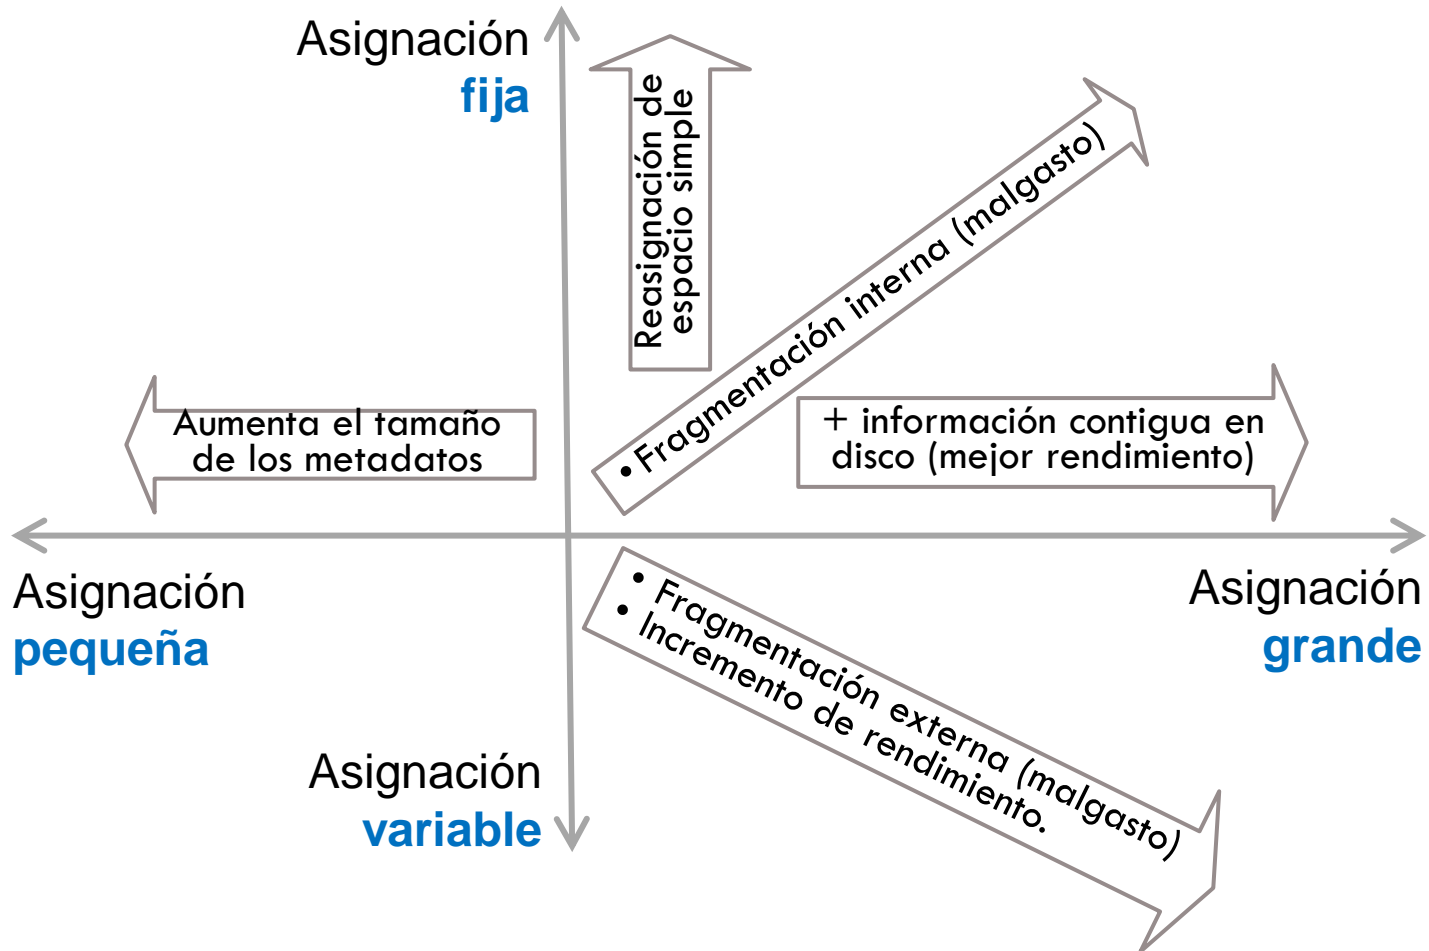 Asignación
fija
Reasignación de
espacio simple
• Fragmentación interna (malgasto)
Aumenta el tamaño
de los metadatos
+ información contigua en
disco (mejor rendimiento)
Asignación
pequeña
Asignación
grande
• Fragmentación externa (malgasto)
• Incremento de rendimiento.
Asignación
variable